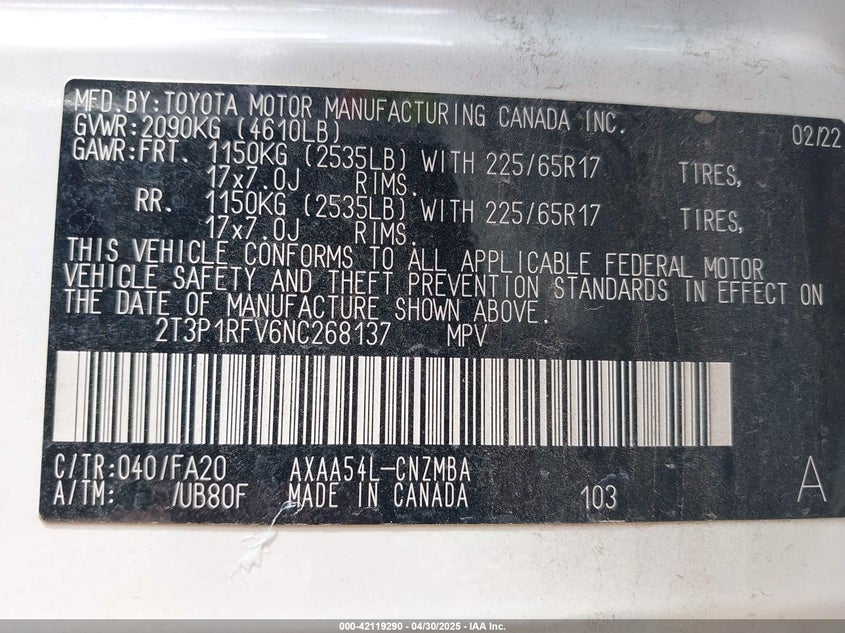 MFD.BY:TOYOTA MOTOR MANUFACTURING CANADA INC.
GVWR:2090KG (4610LB) 02/22
GAWR:FRT. 1150KG (2535LB) WITH 225/65R17 TIRES,
17x7.0J RIMS.
RR. 1150KG (2535LB) WITH 225/65R17 TIRES,
17x7.0J RIMS.
THIS VEHICLE CONFORMS TO ALL APPLICABLE FEDERAL MOTOR
VEHICLE SAFETY AND THEFT PREVENTION STANDARDS IN EFFECT ON
THE DATE OF MANUFACTURE SHOWN ABOVE.
2T3P1RFV6NC268137 MPV
C/TR:040/FA20 AXAA54L-CNZMBA
A/TM: /UB80F MADE IN CANADA 103 A
000-42119290 - 04/30/2025 - IAA Inc.